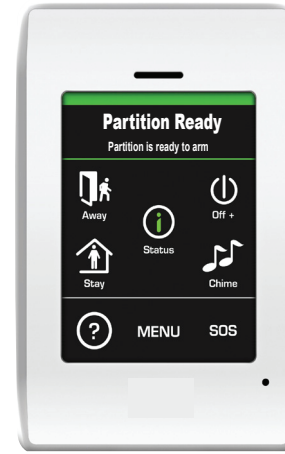 Partition Ready
Partition is ready to arm
Away
Off +
i
Status
Stay
Chime
? MENU SOS